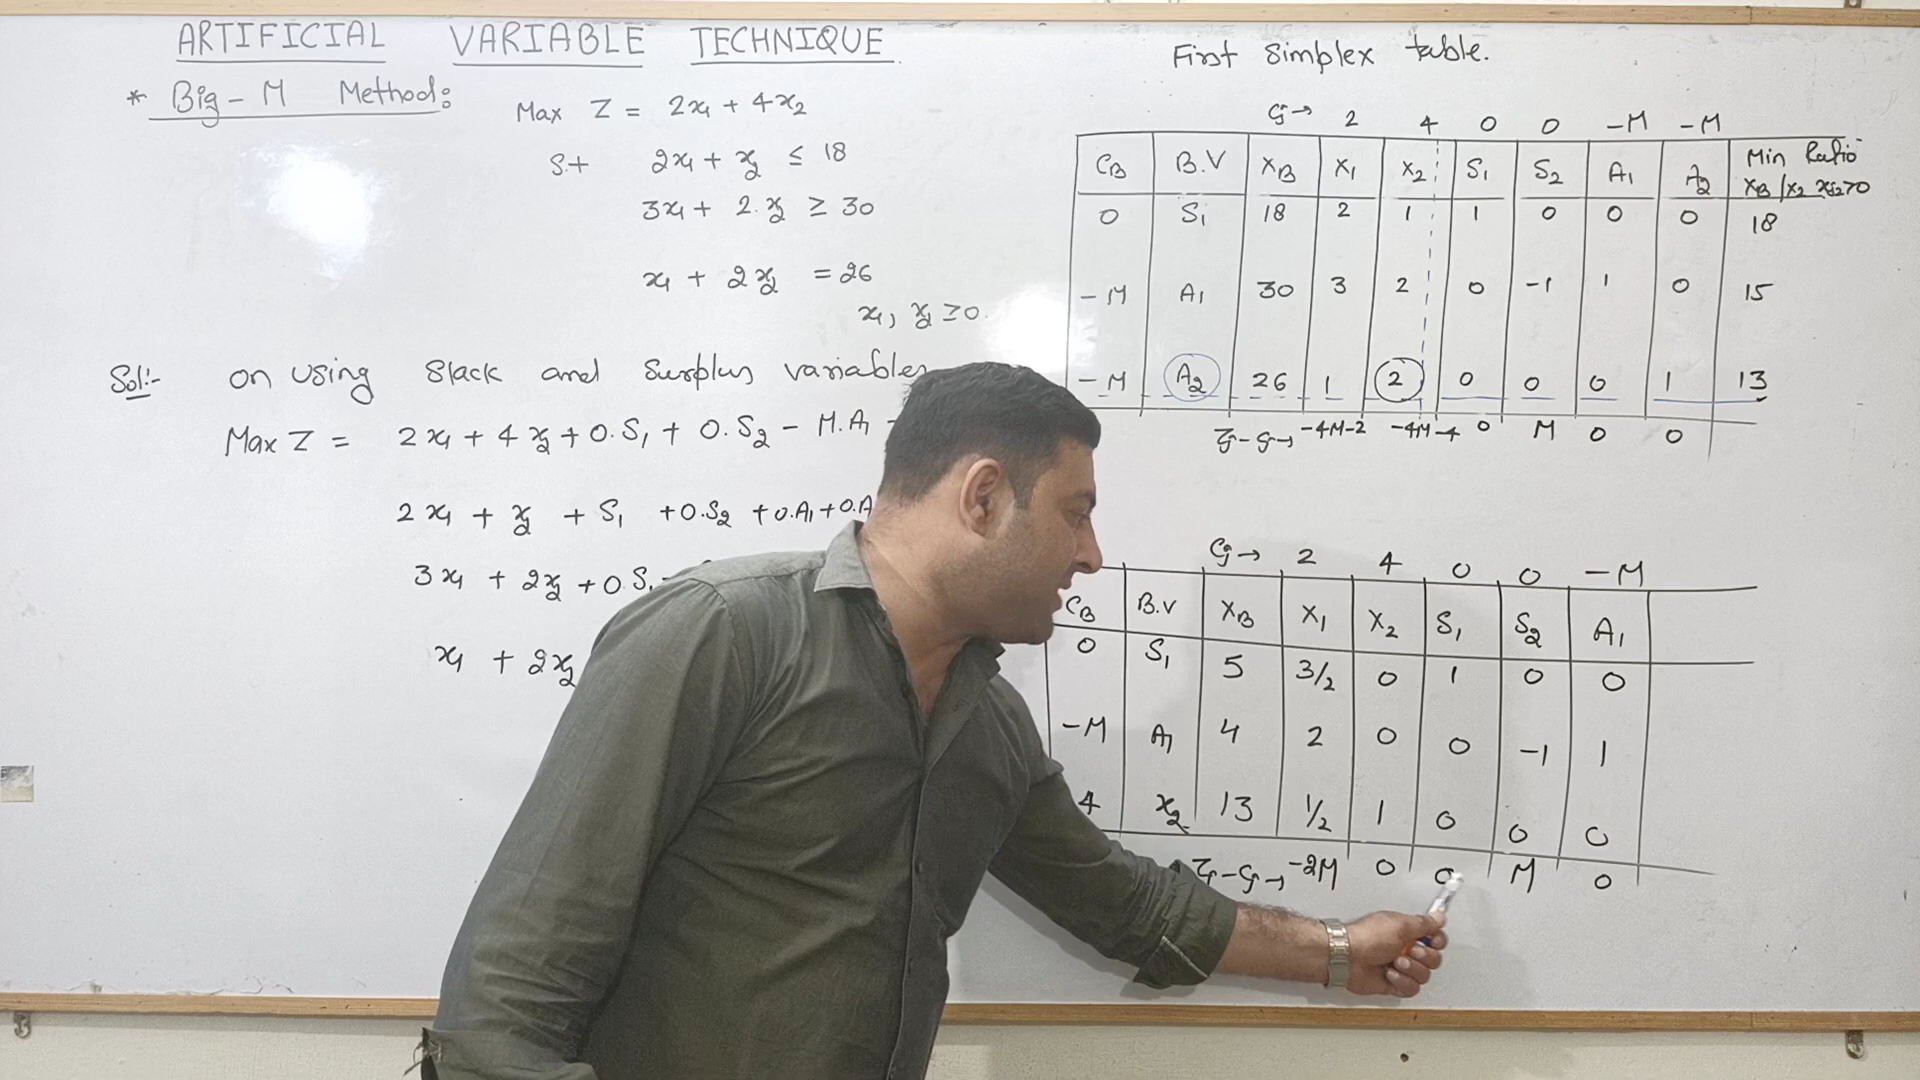 ARTIFICIAL VARIABLE TECHNIQUE
* Big-M Method:
Max Z = 2x₁ + 4x₂
S.t 2x₁ + x₂ ≤ 18
3x₁ + 2.x₂ ≥ 30
x₁ + 2x₂ = 26
x₁, x₂ ≥ 0.
Sol:- on using slack and surplus variables
Max Z = 2x₁ + 4x₂ + 0.S₁ + 0.S₂ - M.A₁ -
2x₁ + x₂ + S₁ + 0.S₂ + 0.A₁ + 0.A
3x₁ + 2x₂ + 0.S₁ -
x₁ + 2x₂
First Simplex table.
Cj→ 2 4 0 0 -M -M
CB B.V XB X₁ X₂ S₁ S₂ A₁ A₂ Min Ratio XB/X₂ X₂>0
0 S₁ 18 2 1 1 0 0 0 18
-M A₁ 30 3 2 0 -1 1 0 15
-M A₂ 26 1 2 0 0 0 1 13
Zj-Cj→ -4M-2 -4M-4 0 M 0 0
Cj→ 2 4 0 0 -M
CB B.V XB X₁ X₂ S₁ S₂ A₁
0 S₁ 5 3/2 0 1 0 0
-M A₁ 4 2 0 0 -1 1
4 x₂ 13 1/2 1 0 0 0
Zj-Cj→ -2M 0 0 M 0